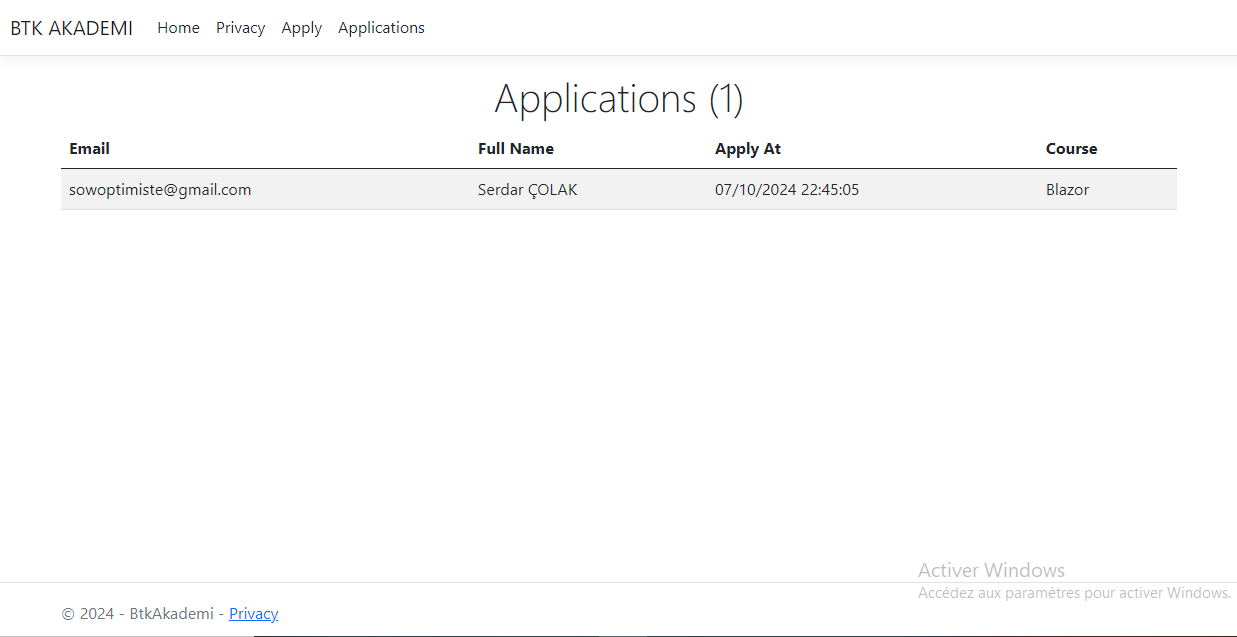 BTK AKADEMI Home Privacy Apply Applications
Applications (1)
Email Full Name Apply At Course
sowoptimiste@gmail.com Serdar ÇOLAK 07/10/2024 22:45:05 Blazor
Activer Windows
Accédez aux paramètres pour activer Windows.
© 2024 - BtkAkademi - Privacy